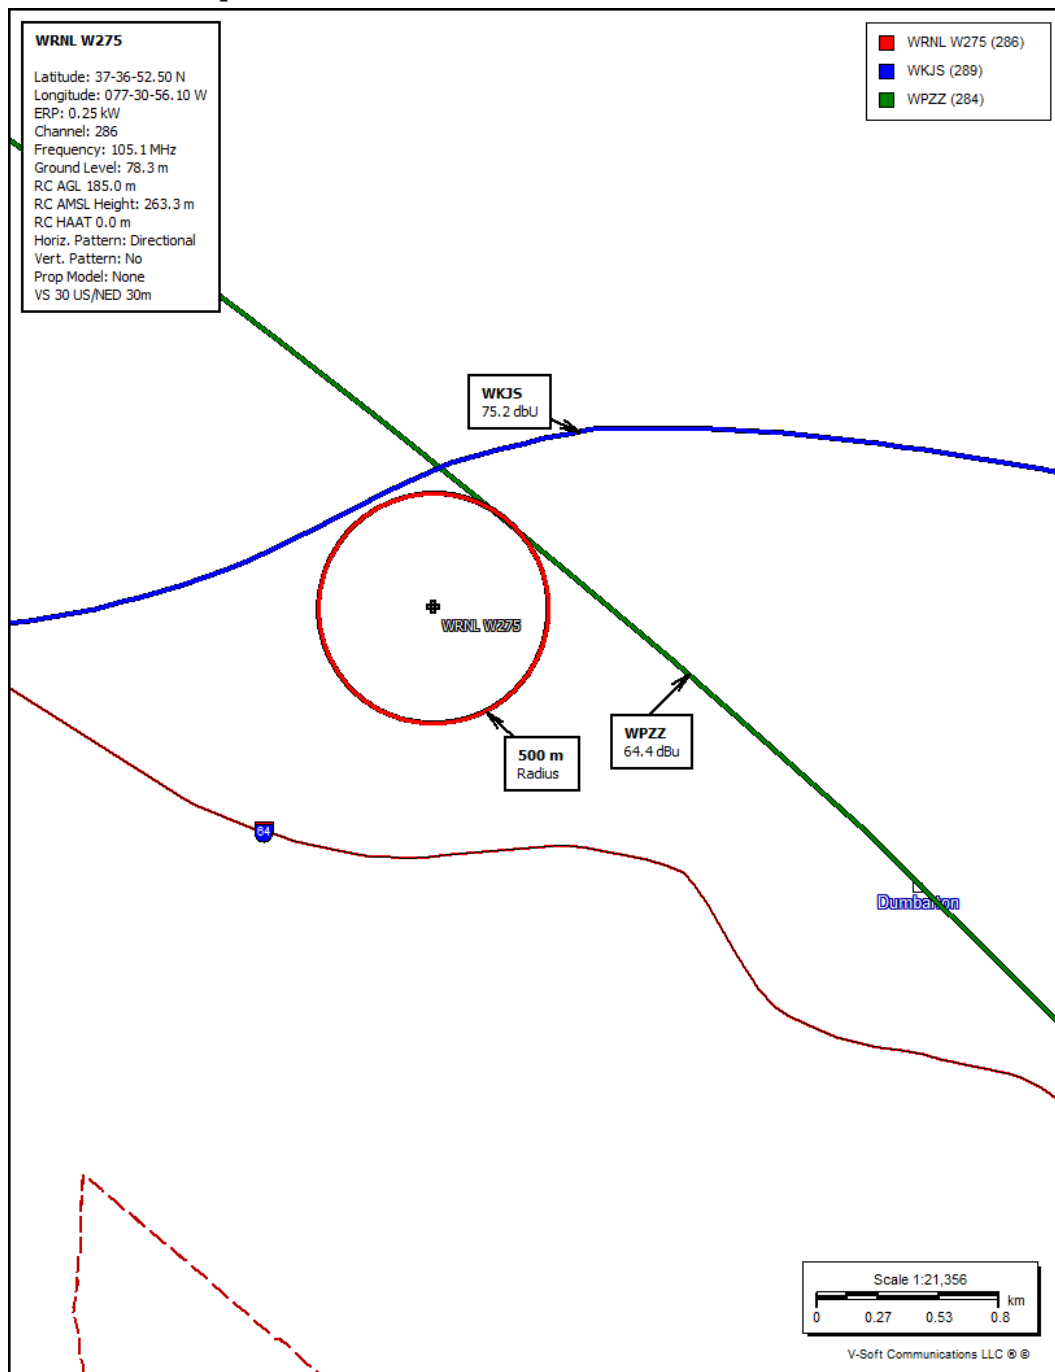 WRNL W275
Latitude: 37-36-52.50 N
Longitude: 077-30-56.10 W
ERP: 0.25 kW
Channel: 286
Frequency: 105.1 MHz
Ground Level: 78.3 m
RC AGL 185.0 m
RC AMSL Height: 263.3 m
RC HAAT 0.0 m
Horiz. Pattern: Directional
Vert. Pattern: No
Prop Model: None
VS 30 US/NED 30m
WRNL W275 (286)
WKJS (289)
WPZZ (284)
WKJS
75.2 dbU
WRNL W275
WPZZ
64.4 dBu
500 m
Radius
64
Dumbarton
Scale 1:21,356
km
0 0.27 0.53 0.8
V-Soft Communications LLC ® ©